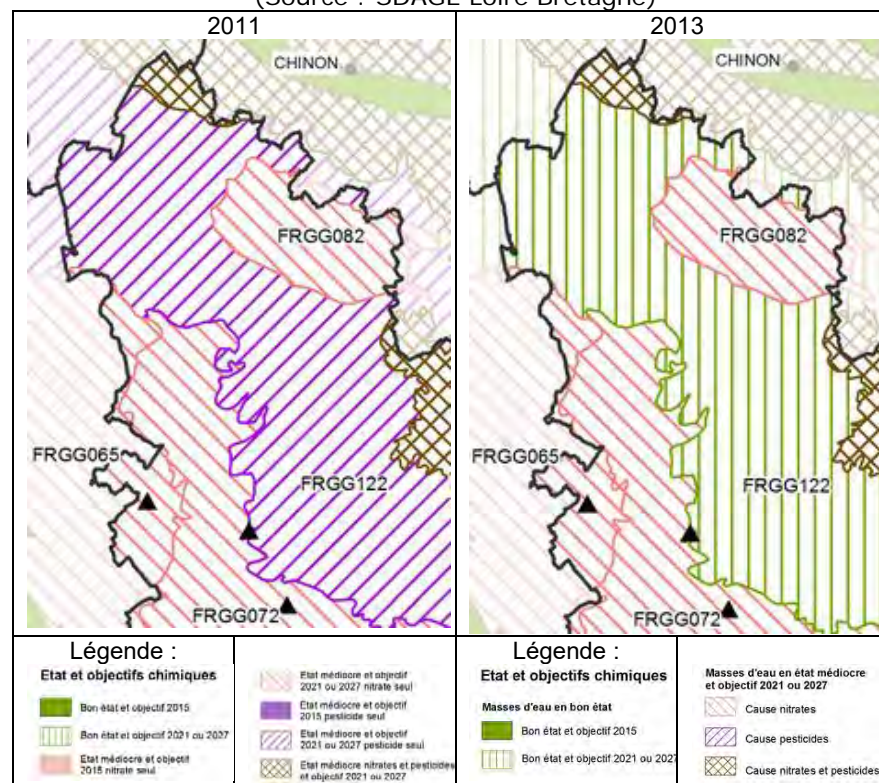 (Source : SDAGE Loire Bretagne)
2011
2013
CHINON
FRGG082
FRGG065
FRGG122
FRGG072
CHINON
FRGG082
FRGG065
FRGG122
FRGG072
Légende :
Etat et objectifs chimiques
Bon état et objectif 2015
Bon état et objectif 2021 ou 2027
Etat médiocre et objectif
2015 nitrate seul
Etat médiocre et objectif
2021 ou 2027 nitrate seul
Etat médiocre et objectif
2015 pesticide seul
Etat médiocre et objectif
2021 ou 2027 pesticide seul
Etat médiocre nitrates et pesticides
et objectif 2021 ou 2027
Légende :
Etat et objectifs chimiques
Masses d'eau en bon état
Bon état et objectif 2015
Bon état et objectif 2021 ou 2027
Masses d'eau en état médiocre
et objectif 2021 ou 2027
Cause nitrates
Cause pesticides
Cause nitrates et pesticides